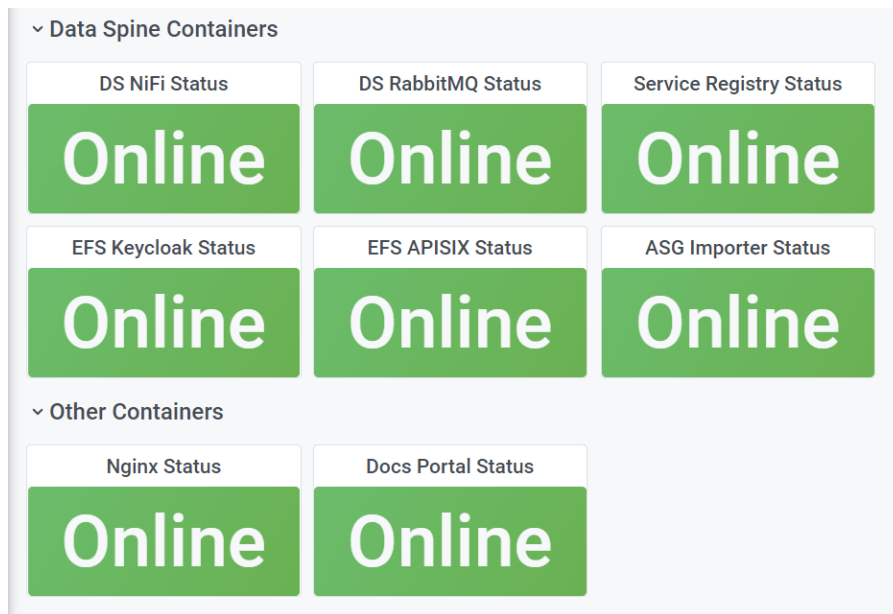 Data Spine Containers
DS NiFi Status
DS RabbitMQ Status
Service Registry Status
Online
Online
Online
EFS Keycloak Status
EFS APISIX Status
ASG Importer Status
Online
Online
Online
Other Containers
Nginx Status
Docs Portal Status
Online
Online